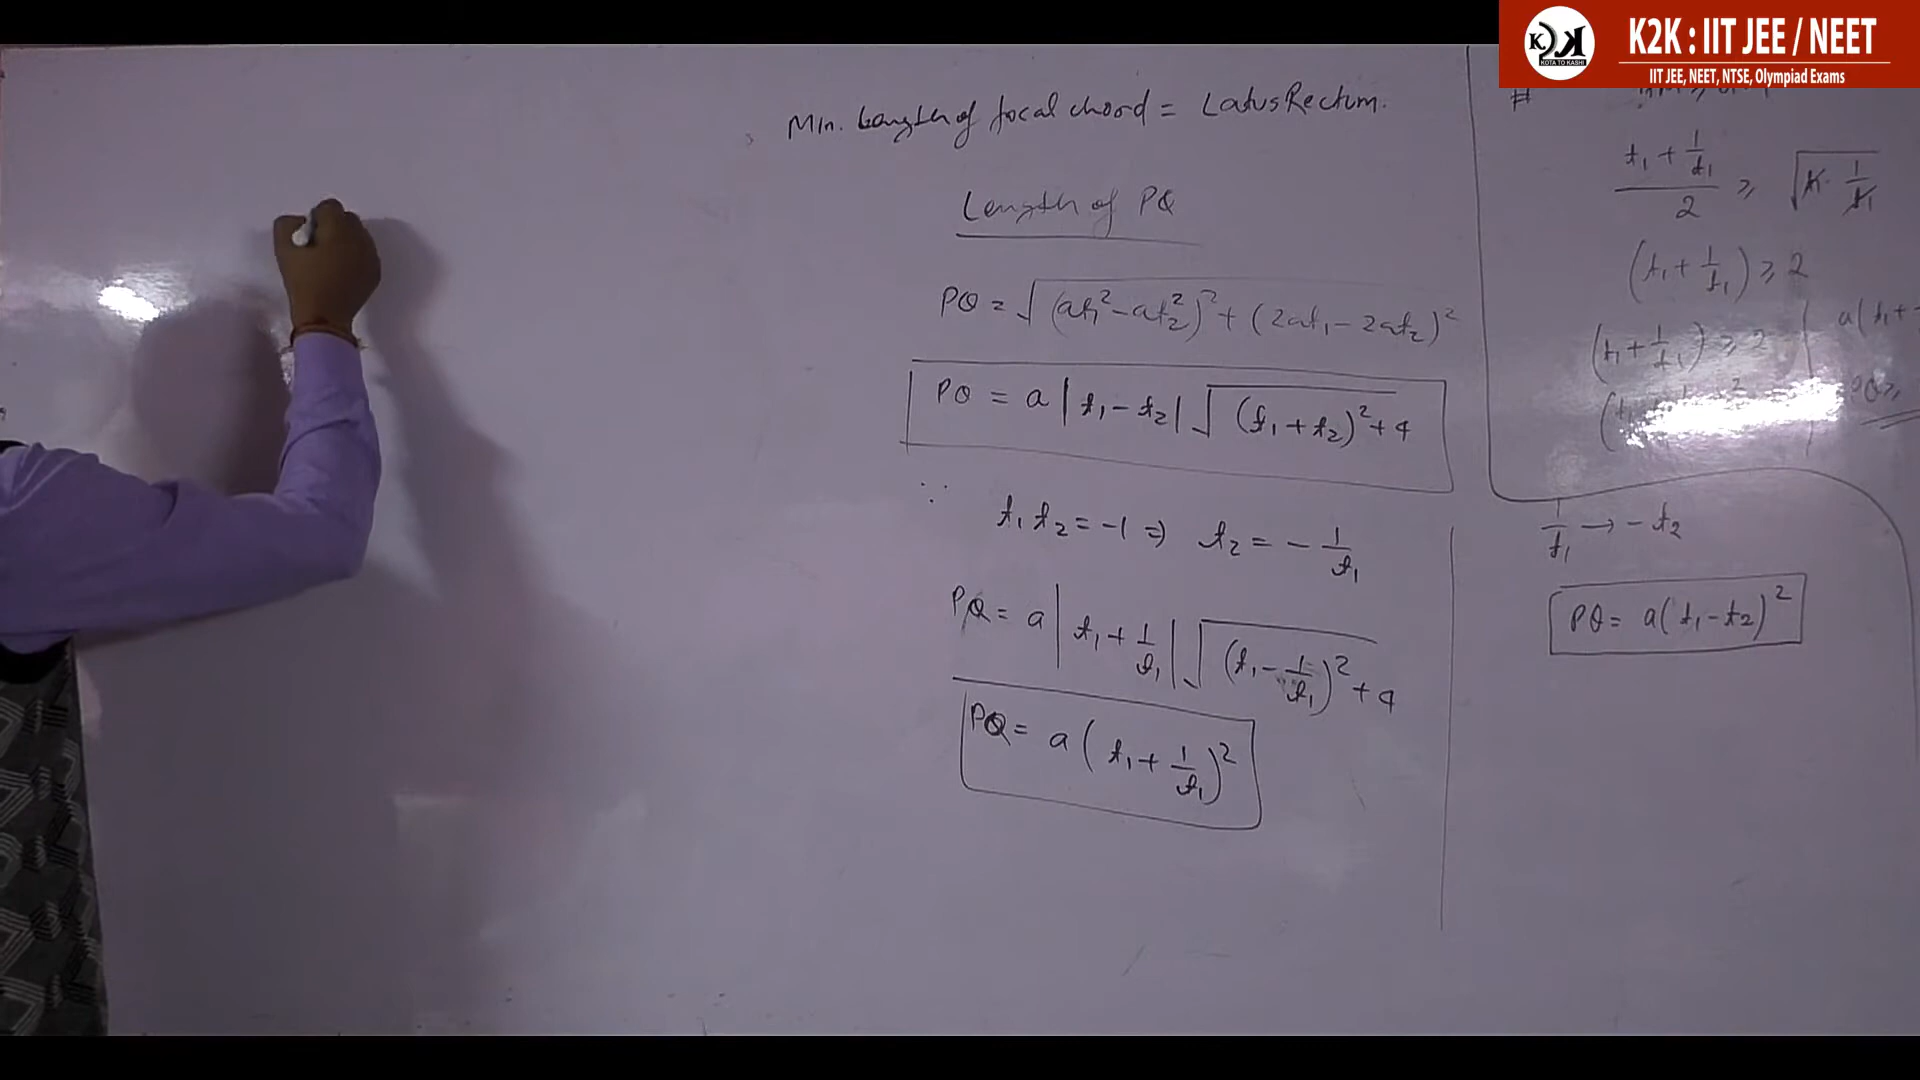 K2K : IIT JEE / NEET
IIT JEE, NEET, NTSE, Olympiad Exams
KOTA TO KASHI
Min. Length of focal chord = Latus Rectum.
Length of PQ
PQ = √(at₁² - at₂²)² + (2at₁ - 2at₂)²
PQ = a |t₁ - t₂| √(t₁ + t₂)² + 4
∵ t₁ t₂ = -1 ⇒ t₂ = - 1/t₁
PQ = a |t₁ + 1/t₁| √(t₁ - 1/t₁)² + 4
PQ = a (t₁ + 1/t₁)²
#
(t₁ + 1/t₁)/2 ≥ √t₁ · 1/t₁
(t₁ + 1/t₁) ≥ 2
(t₁ + 1/t₁) ≥ 2
a(t₁ +
PQ ≥
1/t₁ → - t₂
PQ = a(t₁ - t₂)²